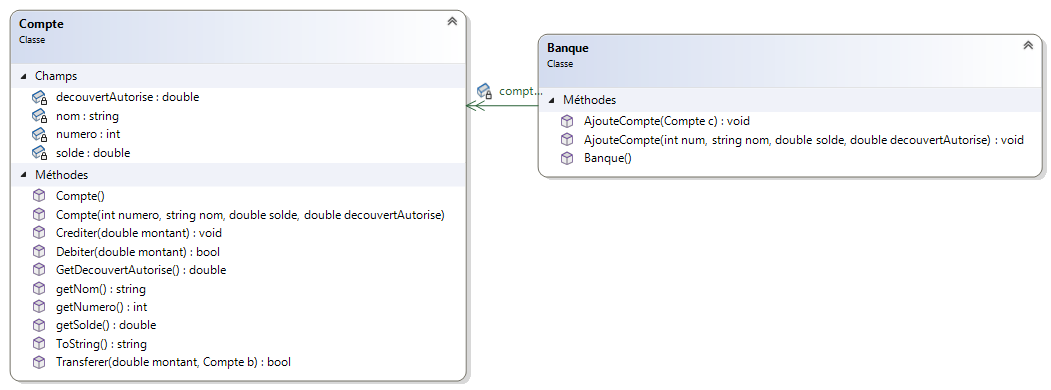 Compte
Classe
Champs
decouvertAutorise : double
nom : string
numero : int
solde : double
Méthodes
Compte()
Compte(int numero, string nom, double solde, double decouvertAutorise)
Crediter(double montant) : void
Debiter(double montant) : bool
GetDecouvertAutorise() : double
getNom() : string
getNumero() : int
getSolde() : double
ToString() : string
Transferer(double montant, Compte b) : bool
compt...
Banque
Classe
Méthodes
AjouteCompte(Compte c) : void
AjouteCompte(int num, string nom, double solde, double decouvertAutorise) : void
Banque()